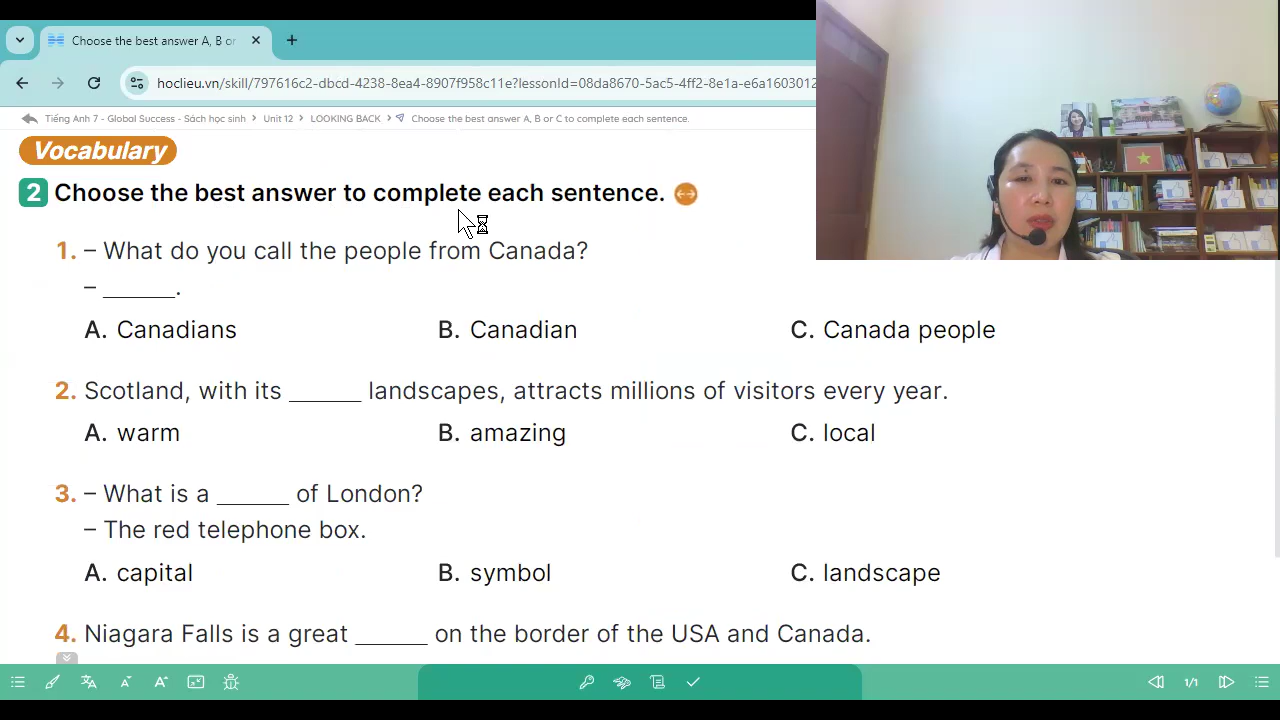 Choose the best answer A, B or
hoclieu.vn/skill/797616c2-dbcd-4238-8ea4-8907f958c11e?lessonId=08da8670-5ac5-4ff2-8e1a-e6a1603012
Tiếng Anh 7 - Global Success - Sách học sinh > Unit 12 > LOOKING BACK > Choose the best answer A, B or C to complete each sentence.
Vocabulary
2 Choose the best answer to complete each sentence.
1. – What do you call the people from Canada?
– ______.
A. Canadians B. Canadian C. Canada people
2. Scotland, with its ______ landscapes, attracts millions of visitors every year.
A. warm B. amazing C. local
3. – What is a ______ of London?
– The red telephone box.
A. capital B. symbol C. landscape
4. Niagara Falls is a great ______ on the border of the USA and Canada.
A A 1/1